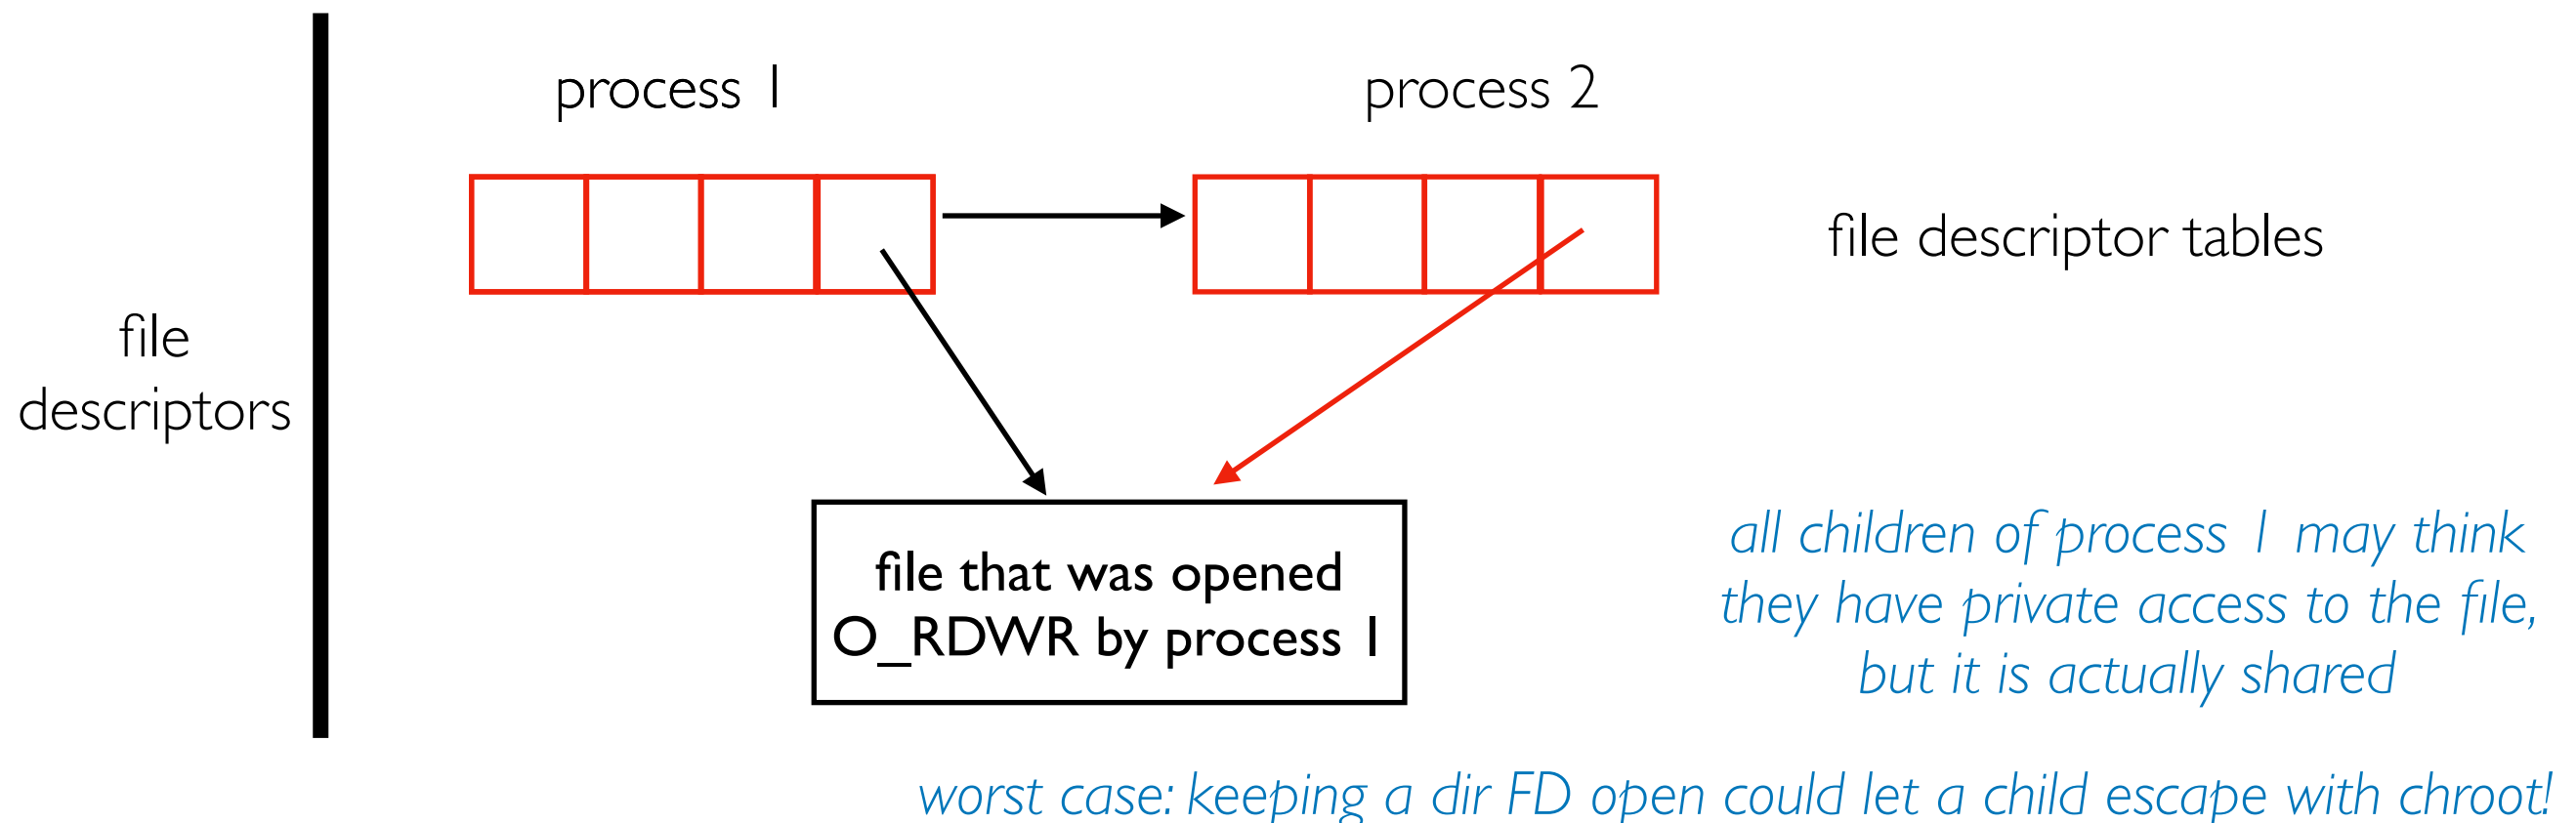 process 1
process 2
file descriptor tables
file
descriptors
file that was opened
O_RDWR by process 1
all children of process 1 may think
they have private access to the file,
but it is actually shared
worst case: keeping a dir FD open could let a child escape with chroot!